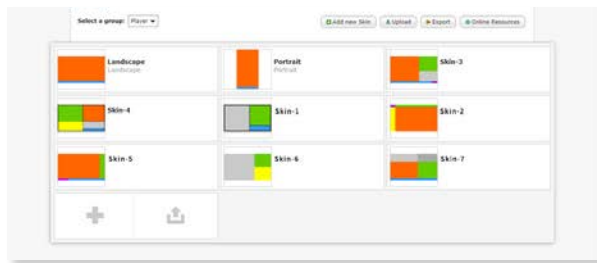 Select a group: Player
Add new Skin
Upload
Export
Online Resources
Landscape
Landscape
Portrait
Portrait
Skin-3
Skin-4
Skin-1
Skin-2
Skin-5
Skin-6
Skin-7